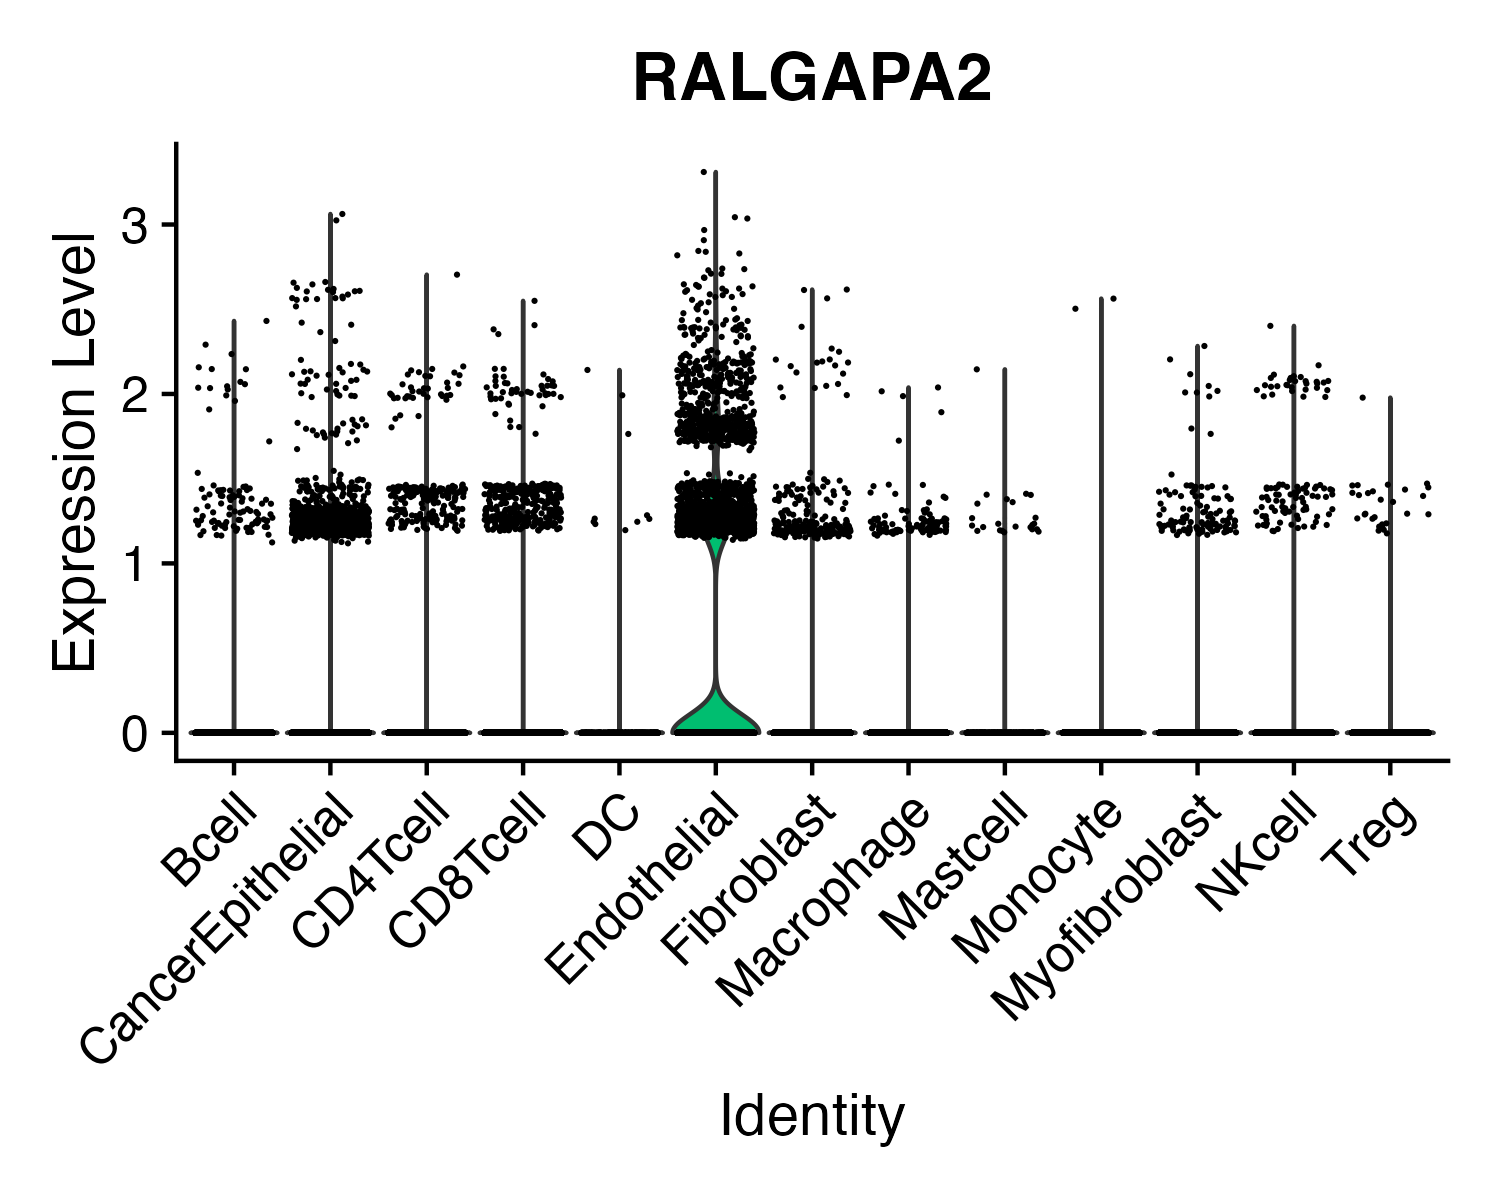 RALGAPA2
Expression Level
3
2
1
0
Bcell
CancerEpithelial
CD4Tcell
CD8Tcell
DC
Endothelial
Fibroblast
Macrophage
Mastcell
Monocyte
Myofibroblast
NKcell
Treg
Identity